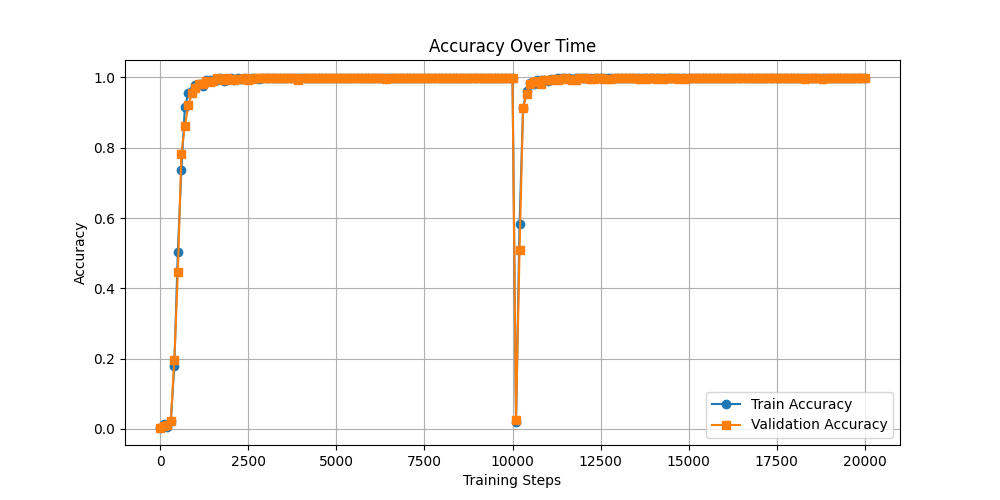 Accuracy Over Time
1.0
0.8
0.6
0.4
0.2
0.0
Accuracy
0 2500 5000 7500 10000 12500 15000 17500 20000
Training Steps
Train Accuracy
Validation Accuracy